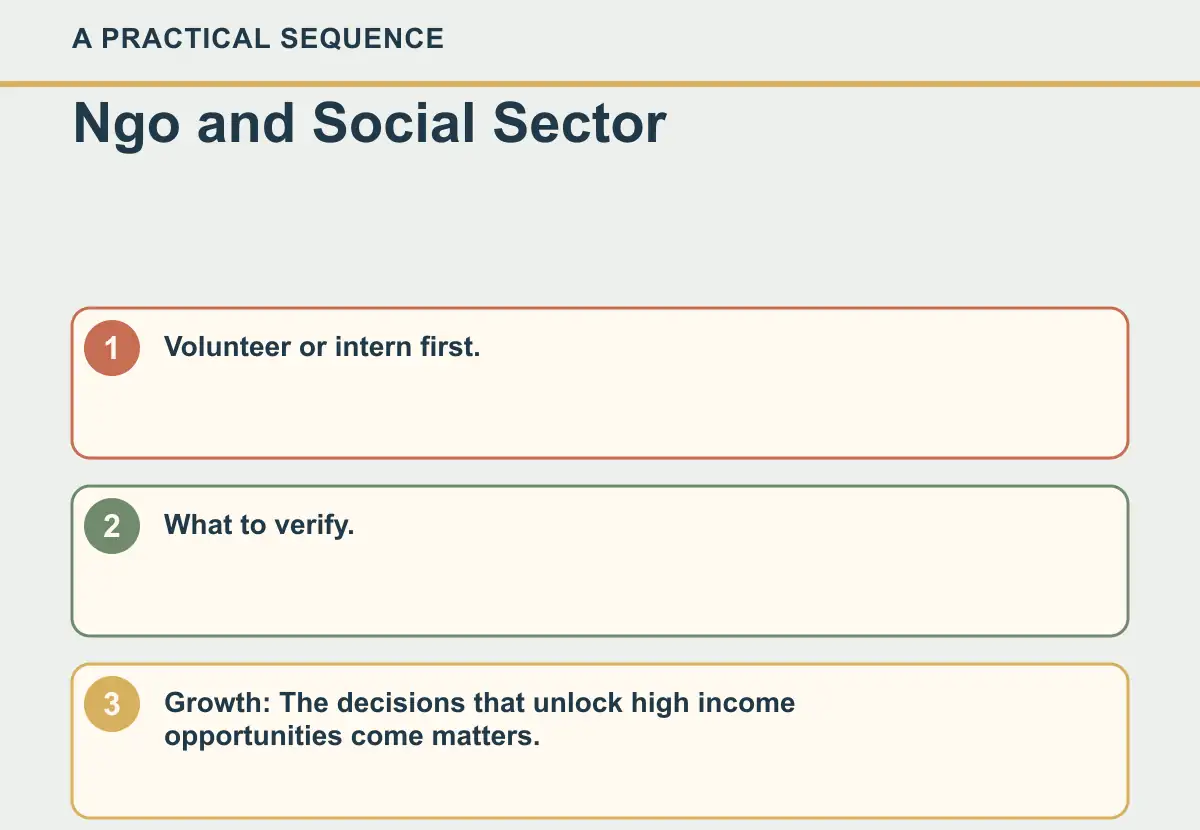 A PRACTICAL SEQUENCE
Ngo and Social Sector
1
Volunteer or intern first.
2
What to verify.
3
Growth: The decisions that unlock high income
opportunities come matters.